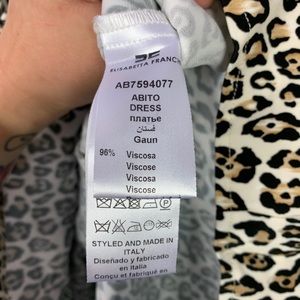 ELISABETTA FRANCHI
AB7594077
ABITO
DRESS
платье
فستان
Gaun
96% Viscosa
Viscose
Viscosa
Viscose
STYLED AND MADE IN
ITALY
Diseñado y fabricado
en Italia
Conçu et fabriqué en